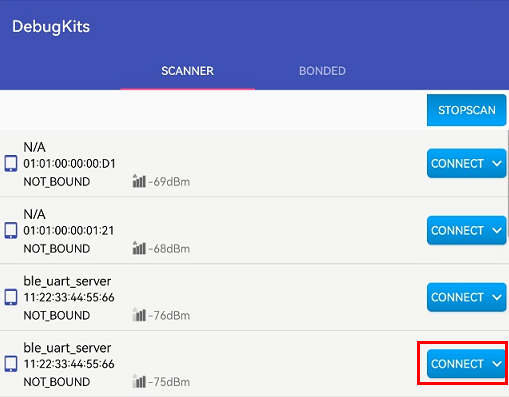 DebugKits
SCANNER BONDED
STOPSCAN
N/A
01:01:00:00:00:D1
NOT_BOUND -69dBm
CONNECT
N/A
01:01:00:00:01:21
NOT_BOUND -68dBm
CONNECT
ble_uart_server
11:22:33:44:55:66
NOT_BOUND -76dBm
CONNECT
ble_uart_server
11:22:33:44:55:66
NOT_BOUND -75dBm
CONNECT